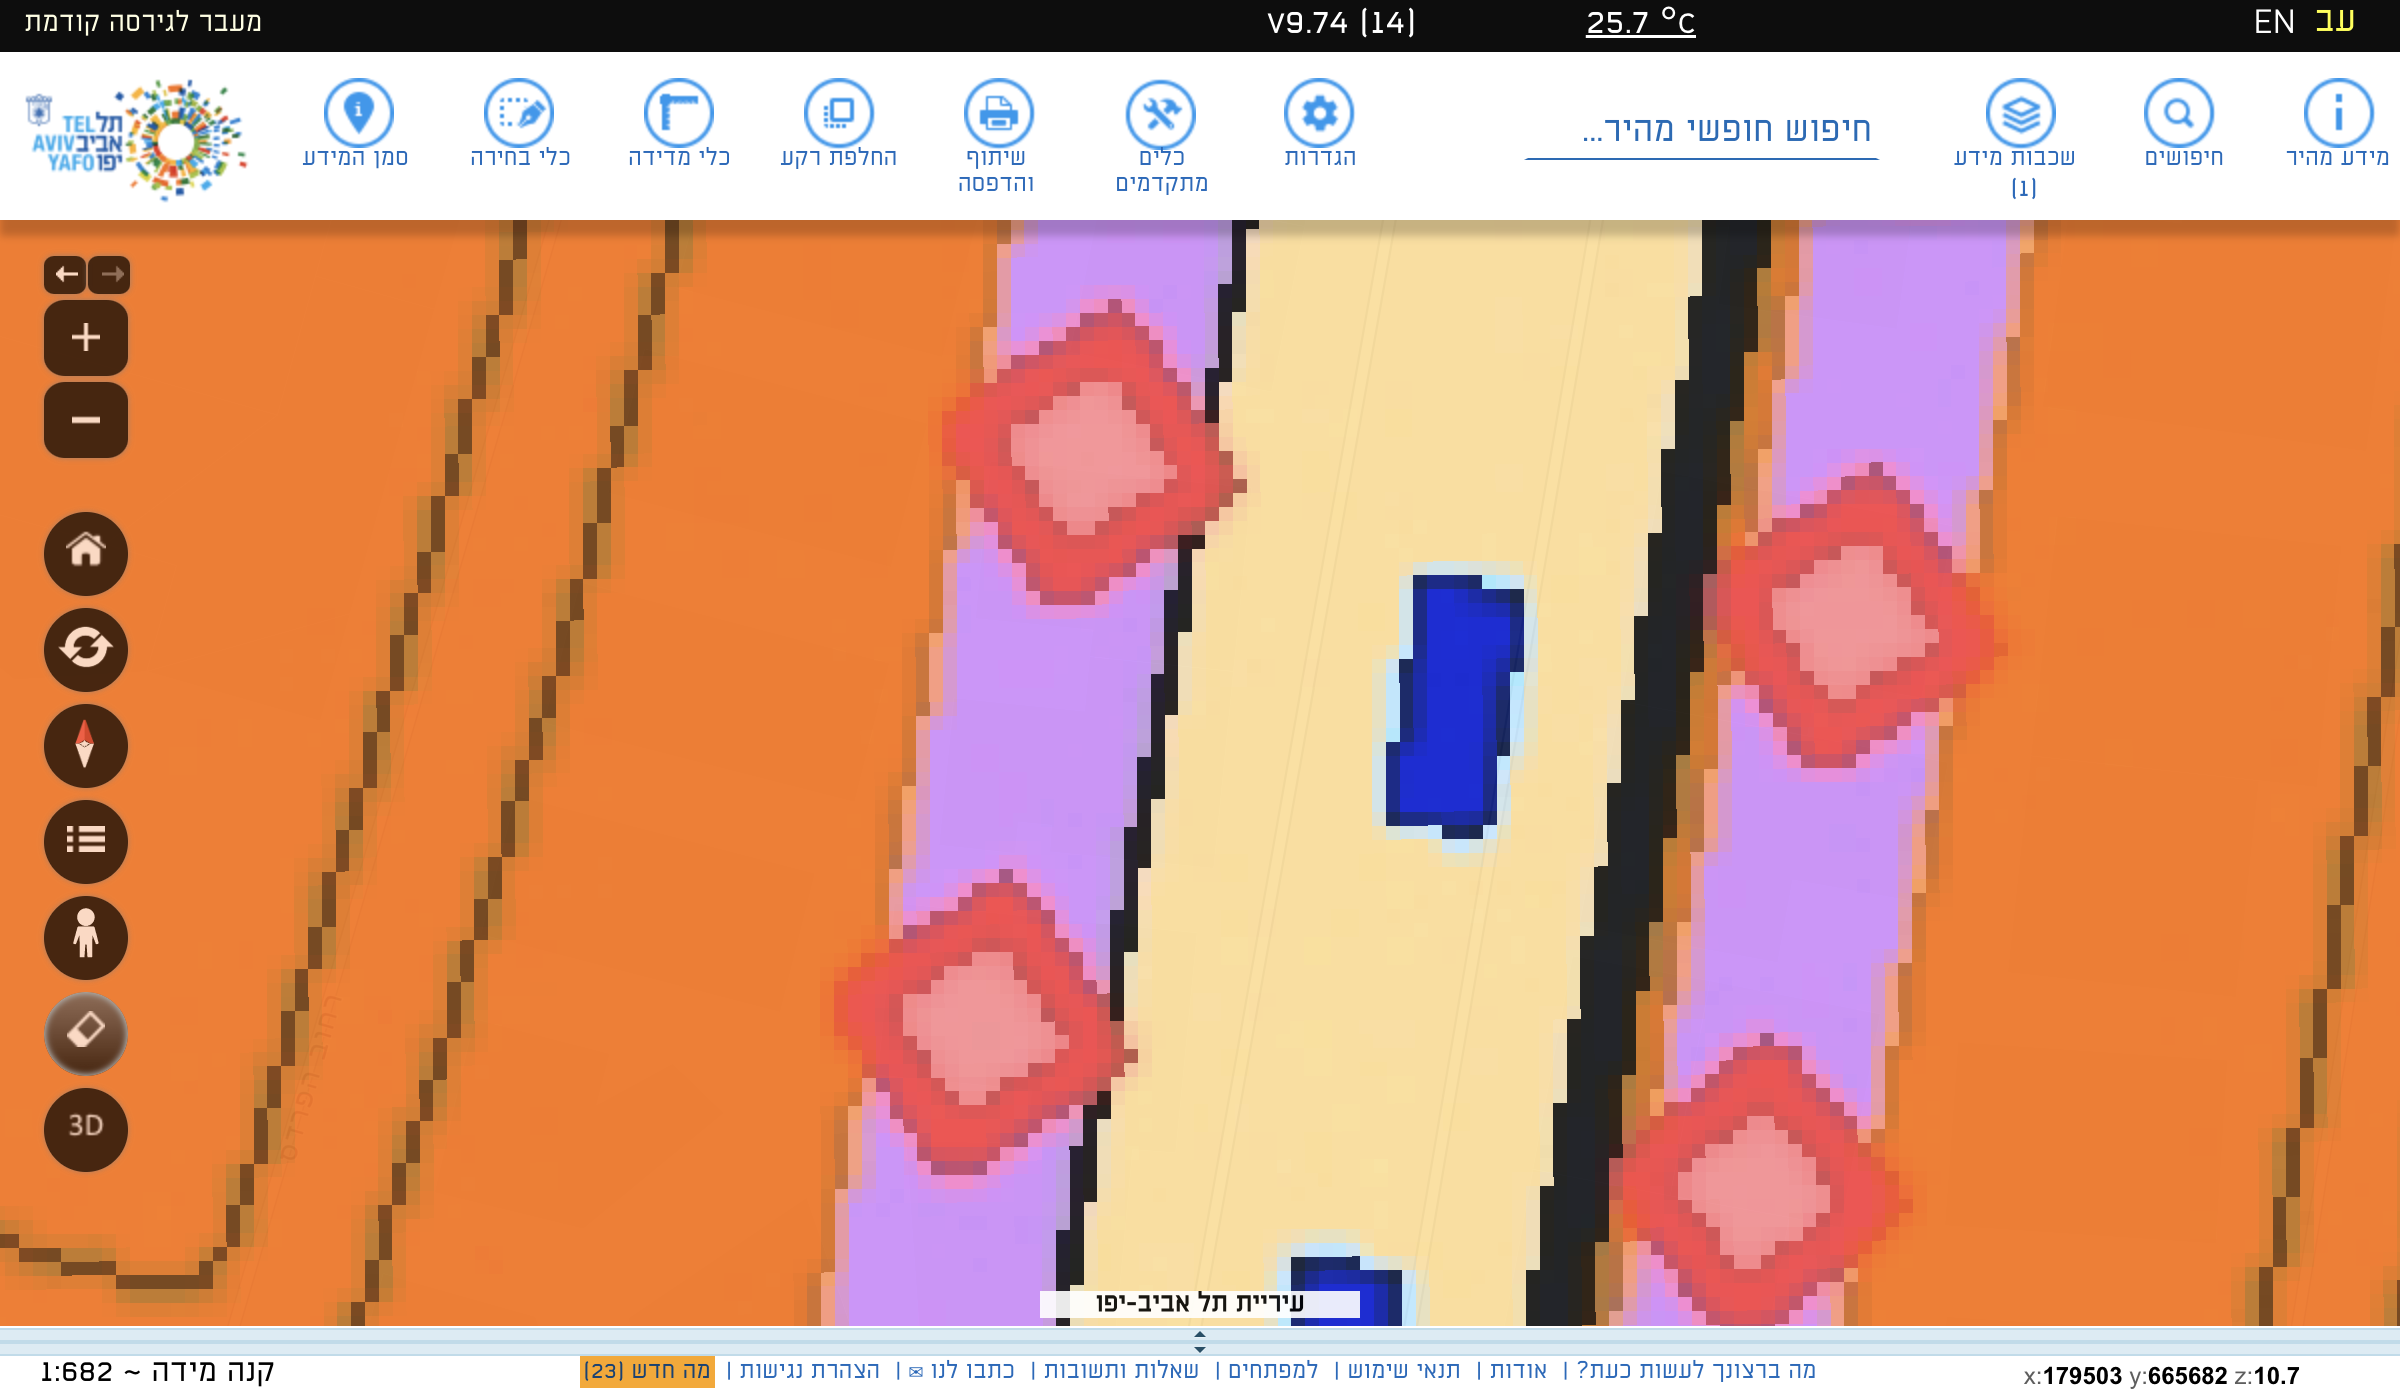 עב EN
25.7 °C
V9.74 (14)
מעבר לגירסה קודמת
מידע מהיר
חיפושים
שכבות מידע
(1)
חיפוש חופשי מהיר...
הגדרות
כלים
מתקדמים
שיתוף
והדפסה
החלפת רקע
כלי מדידה
כלי בחירה
סמן המידע
תל TEL
אביב AVIV
יפו YAFO
3D
רחוב הפרדס
עיריית תל אביב-יפו
מה ברצונך לעשות כעת? | אודות | תנאי שימוש | למפתחים | שאלות ותשובות | כתבו לנו ✉ | הצהרת נגישות | מה חדש (23)
קנה מידה ~ 1:682
x:179503 y:665682 z:10.7